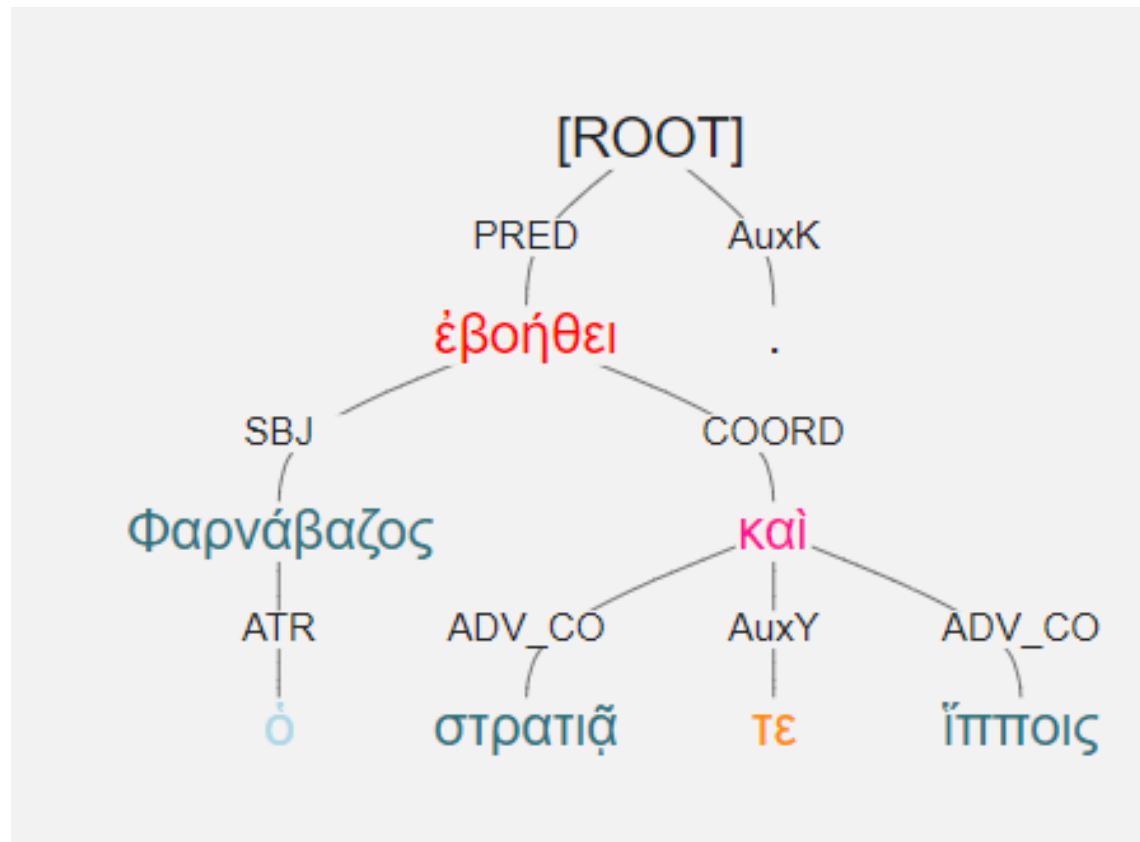 [ROOT]
PRED AuxK
ἐβοήθει .
SBJ COORD
Φαρνάβαζος καὶ
ATR ADV_CO AuxY ADV_CO
ὁ στρατιᾷ τε ἵπποις